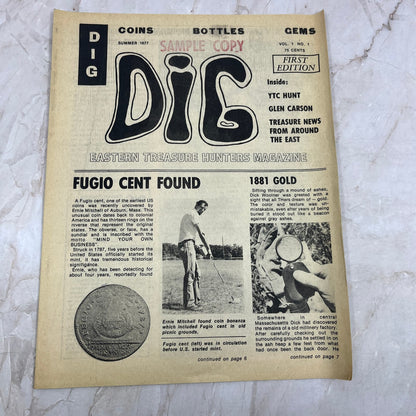 DIG
COINS BOTTLES GEMS
SUMMER 1977
SAMPLE COPY
VOL. 1 NO. 1
75 CENTS
FIRST
EDITION
DIG
Inside:
YTC HUNT
GLEN CARSON
TREASURE NEWS
FROM AROUND
THE EAST
EASTERN TREASURE HUNTERS MAGAZINE
FUGIO CENT FOUND
A Fugio cent, one of the earliest US
coins was recently uncovered by
Ernie Mitchell of Auburn, Mass. This
unusual coin dates back to colonial
America and has thirteen rings on the
reverse that represent the original
states. The obverse, or face, has a
sundial and is inscribed with the
motto "MIND YOUR OWN
BUSINESS"
Struck in 1787, five years before the
United States officially started its
mint, it has tremendous historical
significance.
Ernie, who has been detecting for
about four years, reportedly found
Ernie Mitchell found coin bonanza
which included Fugio cent in old
picnic grounds.
Fugio cent (left) was in circulation
before U.S. started mint.
continued on page 6
1881 GOLD
Sifting through a mound of ashes,
Dick Woolner was greeted with a
sight that all THers dream of -- gold.
The color and texture was un-
mistakable, even after years of being
buried it stood out like a beacon
against gray ashes.
Somewhere in central
Massachusetts Dick had discovered
the remains of a old millinery factory.
After carefully checking out the
surrounding grounds he settled in on
the ash heap a few feet from what
had once been the back door. He
continued on page 7